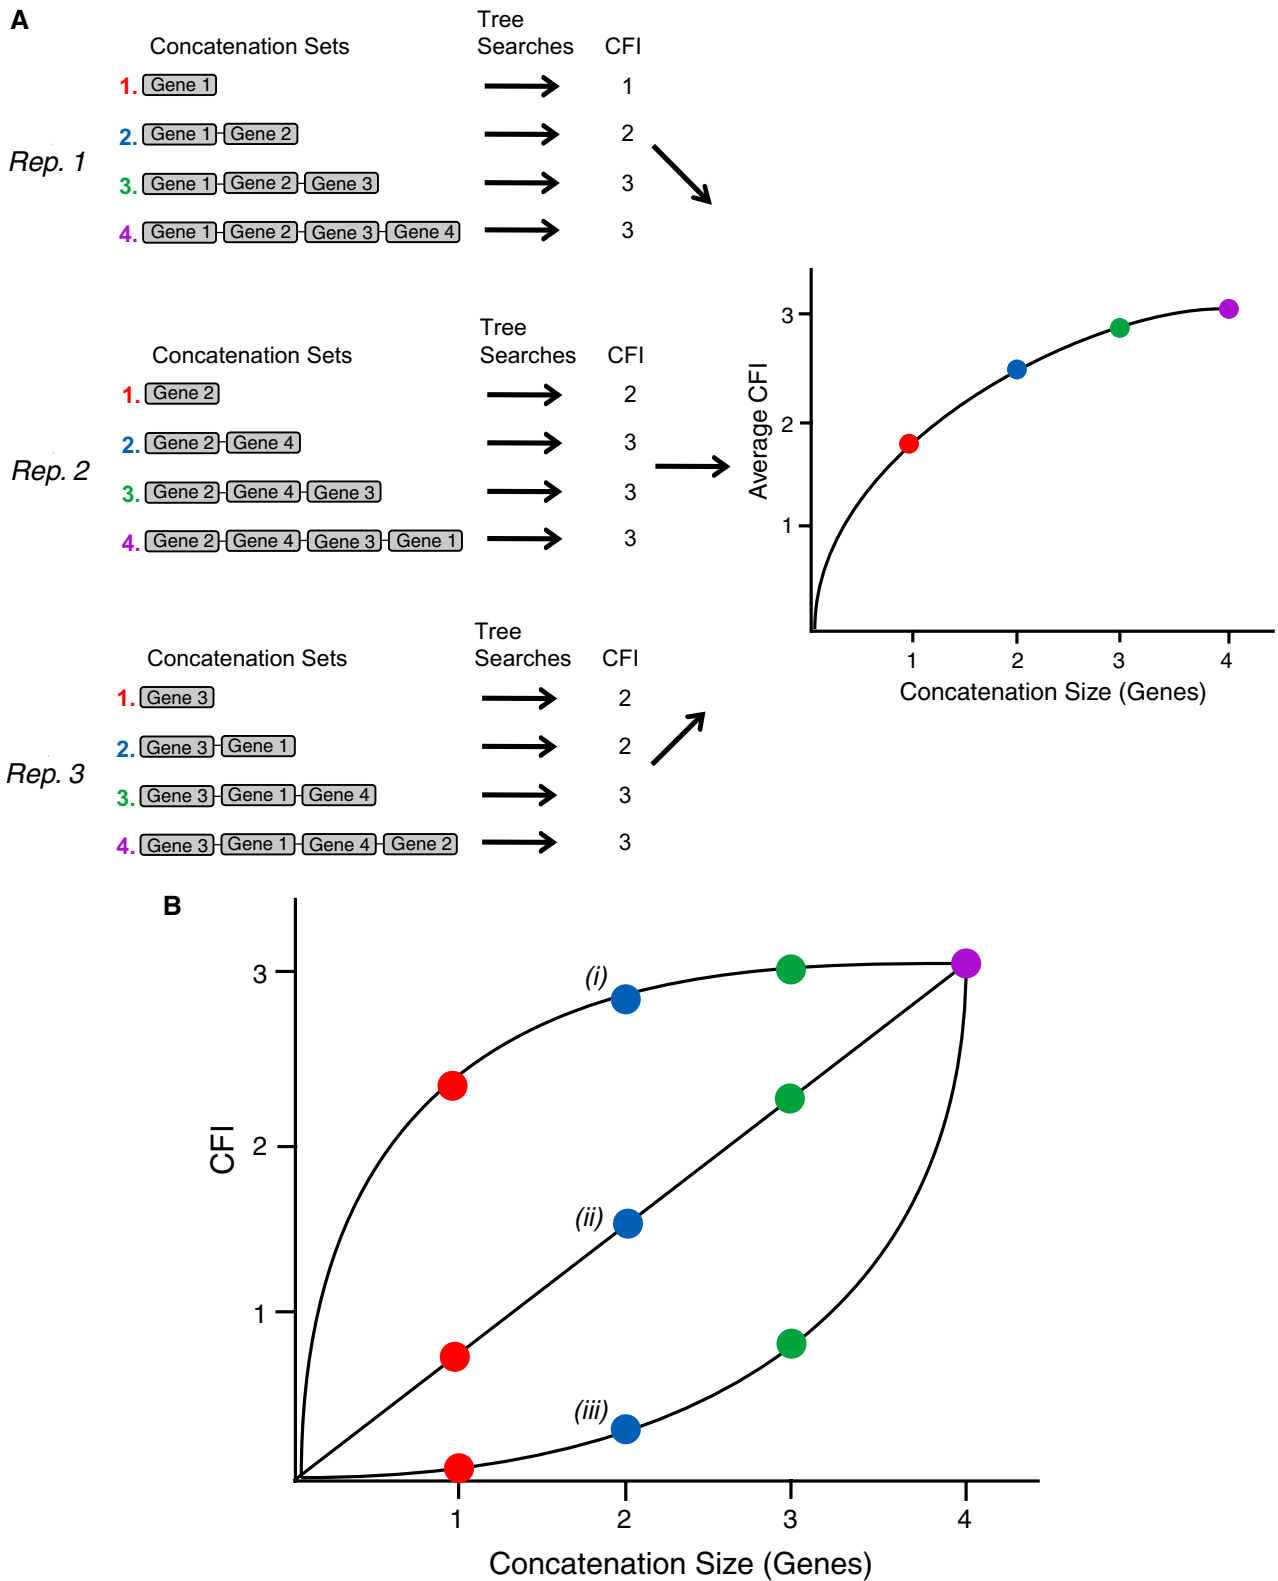 A
Concatenation Sets
Tree
Searches
CFI
Rep. 1
1. Gene 1 1
2. Gene 1 Gene 2 2
3. Gene 1 Gene 2 Gene 3 3
4. Gene 1 Gene 2 Gene 3 Gene 4 3
Concatenation Sets
Tree
Searches
CFI
Rep. 2
1. Gene 2 2
2. Gene 2 Gene 4 3
3. Gene 2 Gene 4 Gene 3 3
4. Gene 2 Gene 4 Gene 3 Gene 1 3
Concatenation Sets
Tree
Searches
CFI
Rep. 3
1. Gene 3 2
2. Gene 3 Gene 1 2
3. Gene 3 Gene 1 Gene 4 3
4. Gene 3 Gene 1 Gene 4 Gene 2 3
Average CFI
3
2
1
1 2 3 4
Concatenation Size (Genes)
B
CFI
3
2
1
(i)
(ii)
(iii)
1 2 3 4
Concatenation Size (Genes)